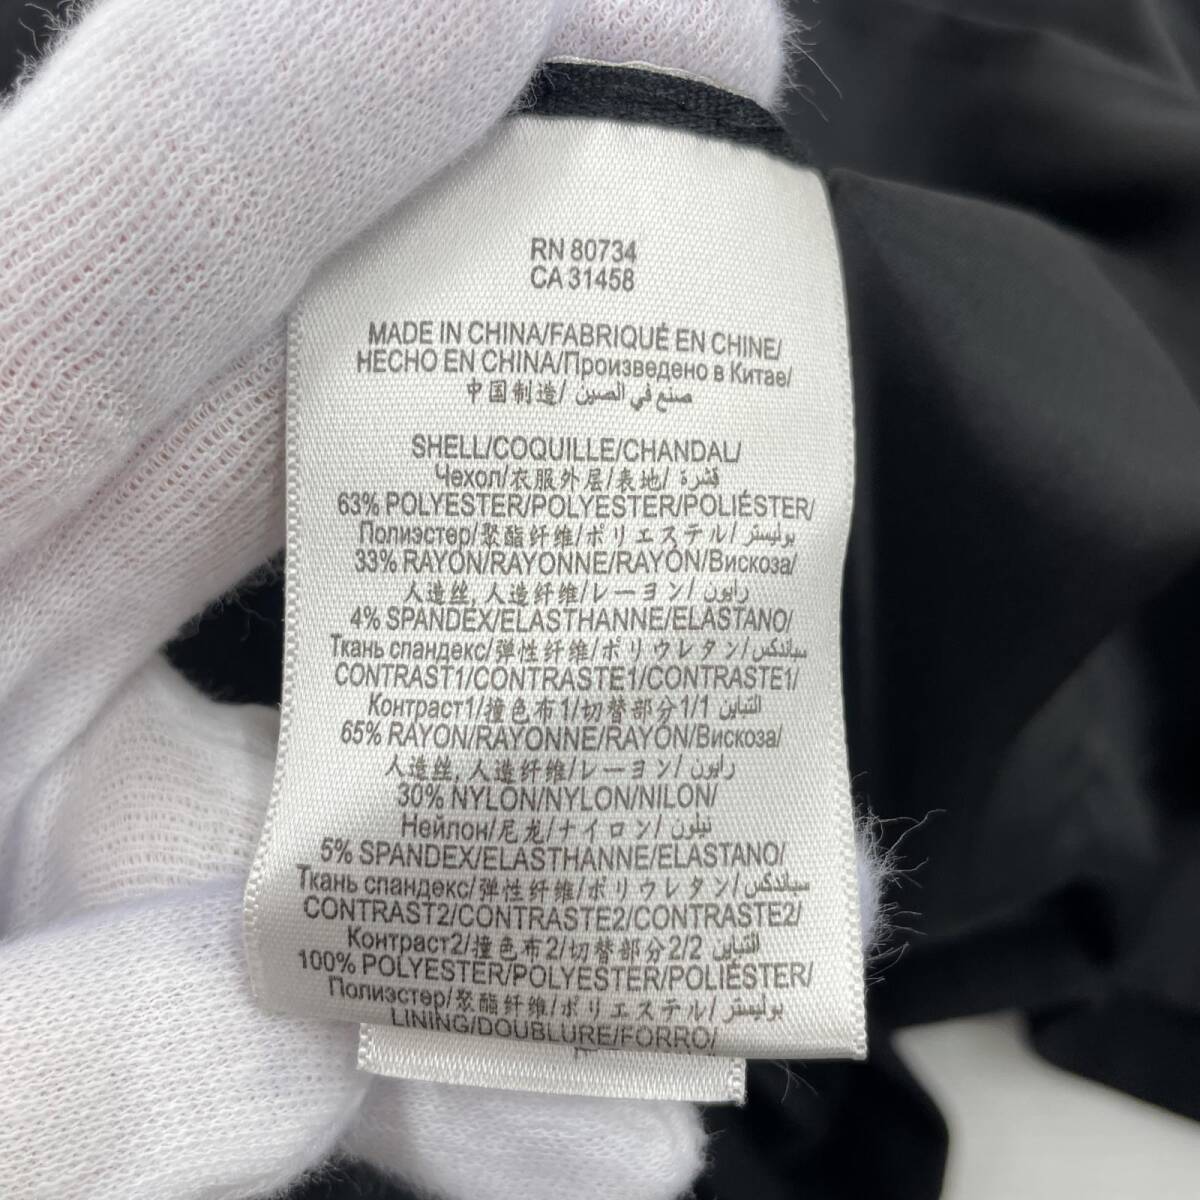 RN 80734
CA 31458
MADE IN CHINA/FABRIQUÉ EN CHINE/
HECHO EN CHINA/Произведено в Китае/
中国制造/ صنع في الصين
SHELL/COQUILLE/CHANDAL/
Чехол/衣服外层/表地/ قشرة
63% POLYESTER/POLYESTER/POLIÉSTER/
Полиэстер/聚酯纤维/ポリエステル/ بوليستر
33% RAYON/RAYONNE/RAYÓN/Вискоза/
人造丝, 人造纤维/レーヨン/ رايون
4% SPANDEX/ELASTHANNE/ELASTANO/
Ткань спандекс/弹性纤维/ポリウレタン/ سباندكس
CONTRAST1/CONTRASTE1/CONTRASTE1/
Контраст1/撞色布1/切替部分1/ التباين 1
65% RAYON/RAYONNE/RAYÓN/Вискоза/
人造丝, 人造纤维/レーヨン/ رايون
30% NYLON/NYLON/NILON/
Нейлон/尼龙/ナイロン/ نيلون
5% SPANDEX/ELASTHANNE/ELASTANO/
Ткань спандекс/弹性纤维/ポリウレタン/ سباندكس
CONTRAST2/CONTRASTE2/CONTRASTE2/
Контраст2/撞色布2/切替部分2/ التباين 2
100% POLYESTER/POLYESTER/POLIÉSTER/
Полиэстер/聚酯纤维/ポリエステル/ بوليستر
LINING/DOUBLURE/FORRO/